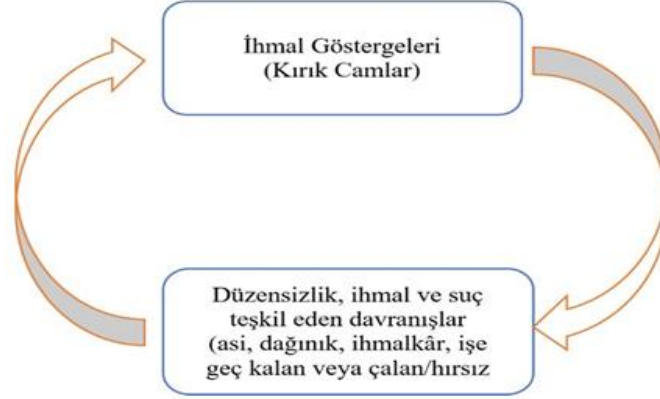 İhmal Göstergeleri
(Kırık Camlar)
Düzensizlik, ihmal ve suç
teşkil eden davranışlar
(asi, dağınık, ihmalkâr, işe
geç kalan veya çalan/hırsız